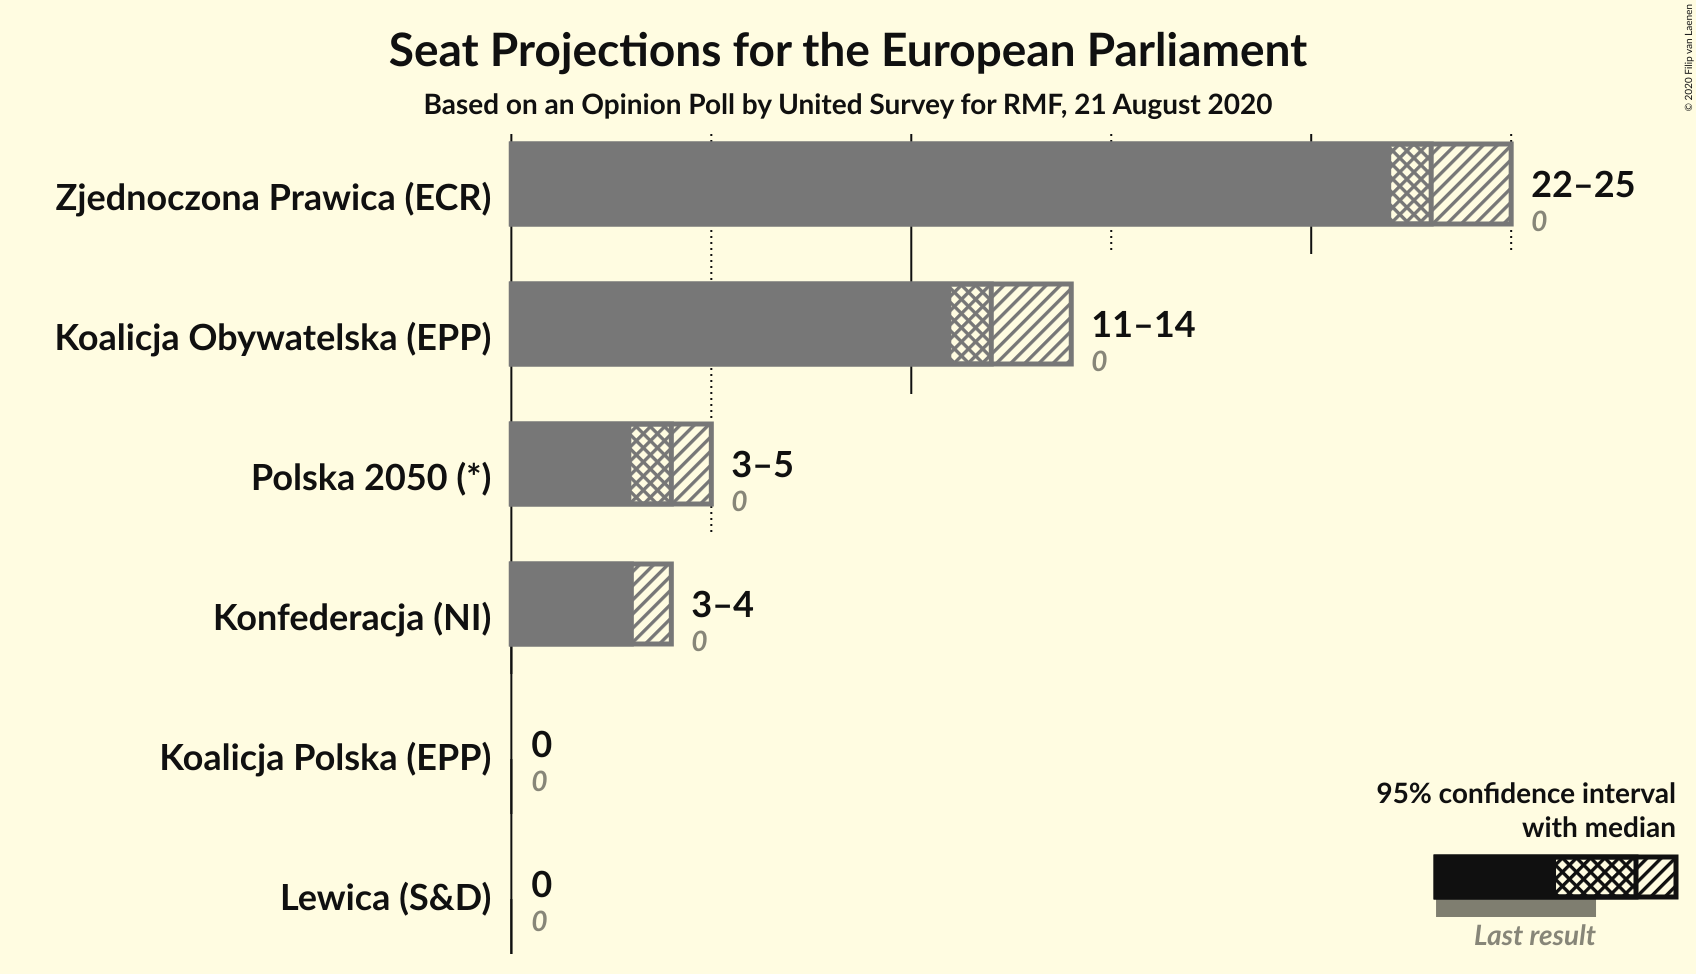 Seat Projections for the European Parliament
Based on an Opinion Poll by United Survey for RMF, 21 August 2020
© 2020 Filip van Laenen
Zjednoczona Prawica (ECR)
22–25
0
Koalicja Obywatelska (EPP)
11–14
0
Polska 2050 (*)
3–5
0
Konfederacja (NI)
3–4
0
Koalicja Polska (EPP)
0
0
Lewica (S&D)
0
0
95% confidence interval
with median
Last result